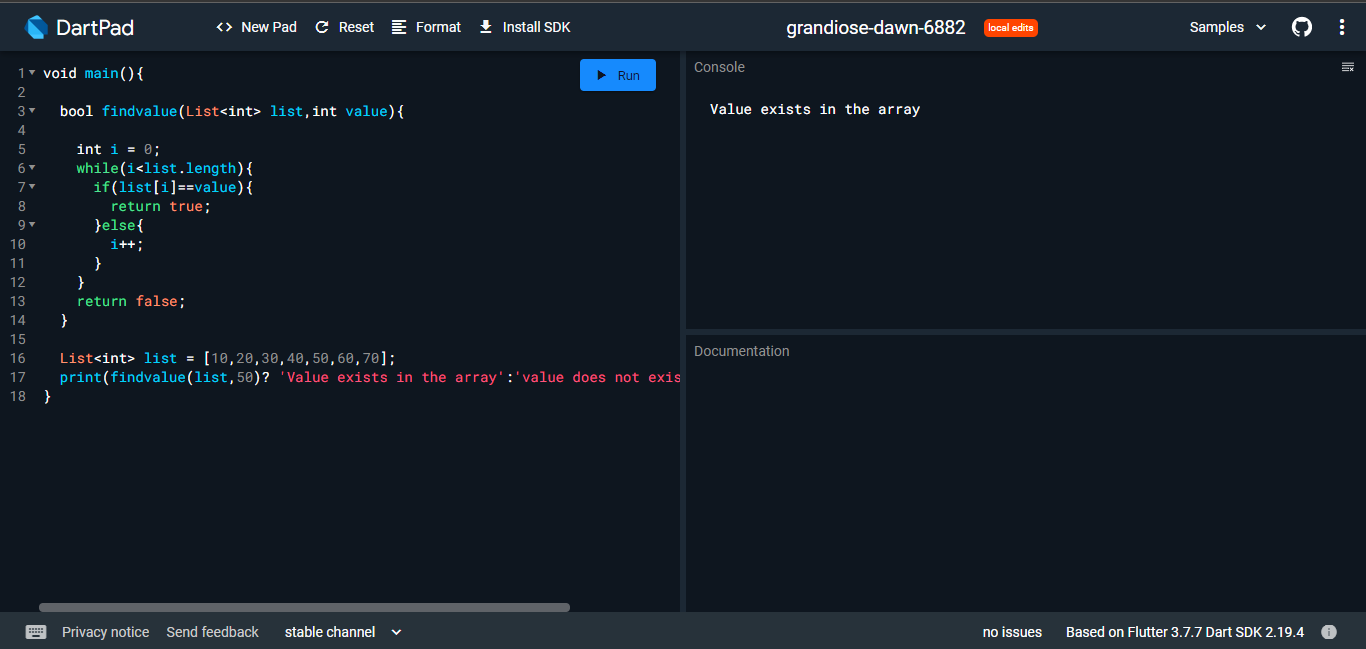 DartPad
New Pad
Reset
Format
Install SDK
grandiose-dawn-6882
local edits
Samples
1 void main(){
2
3   bool findvalue(List<int> list,int value){
4
5     int i = 0;
6     while(i<list.length){
7       if(list[i]==value){
8         return true;
9       }else{
10         i++;
11       }
12     }
13     return false;
14   }
15
16   List<int> list = [10,20,30,40,50,60,70];
17   print(findvalue(list,50)? 'Value exists in the array':'value does not exis
18 }
Run
Console
Value exists in the array
Documentation
Privacy notice
Send feedback
stable channel
no issues
Based on Flutter 3.7.7 Dart SDK 2.19.4